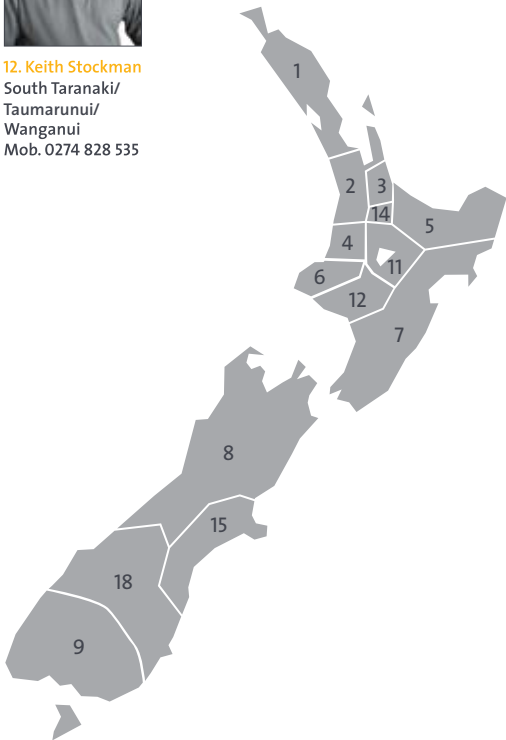 12. Keith Stockman
South Taranaki/
Taumarunui/
Wanganui
Mob. 0274 828 535
1
2
3
14
5
4
11
6
12
7
8
15
18
9